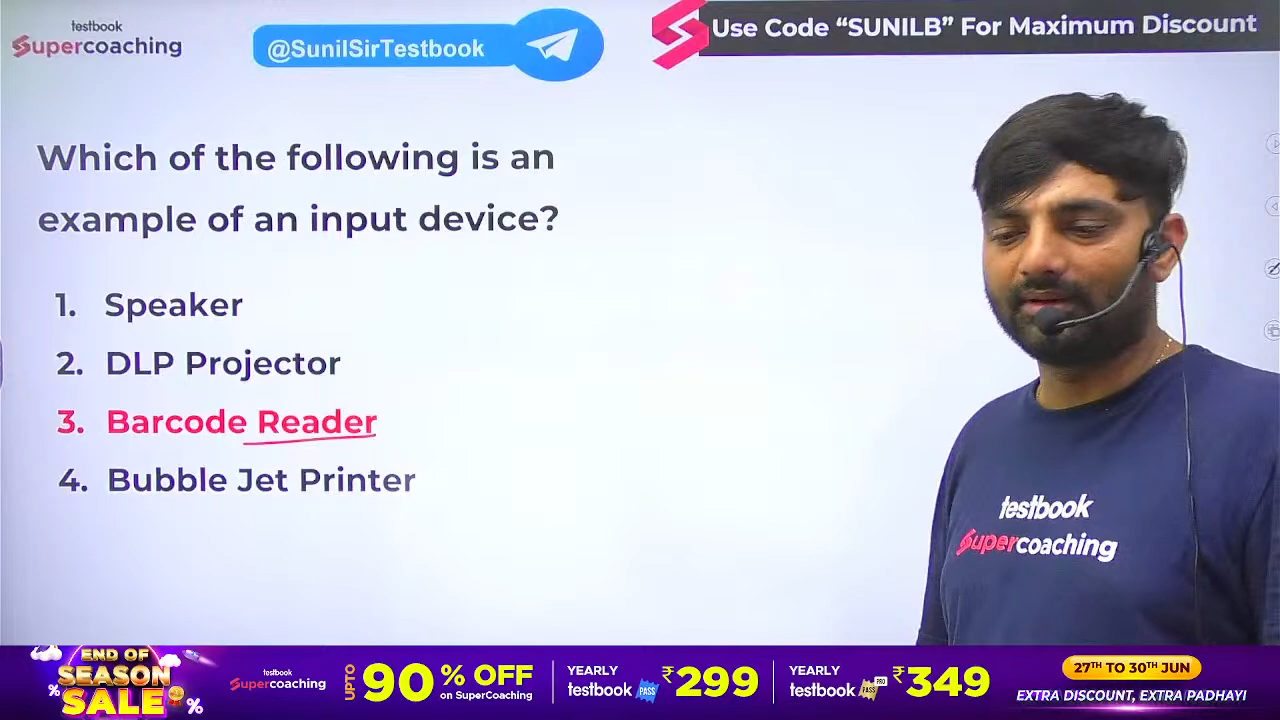 testbook
Supercoaching
@SunilSirTestbook
Use Code “SUNILB” For Maximum Discount
Which of the following is an
example of an input device?
1. Speaker
2. DLP Projector
3. Barcode Reader
4. Bubble Jet Printer
testbook
Supercoaching
END OF
SEASON
SALE
testbook
Supercoaching
UPTO 90% OFF
on SuperCoaching
YEARLY
testbook PASS ₹299
YEARLY
testbook PASS PRO ₹349
27TH TO 30TH JUN
EXTRA DISCOUNT, EXTRA PADHAYI